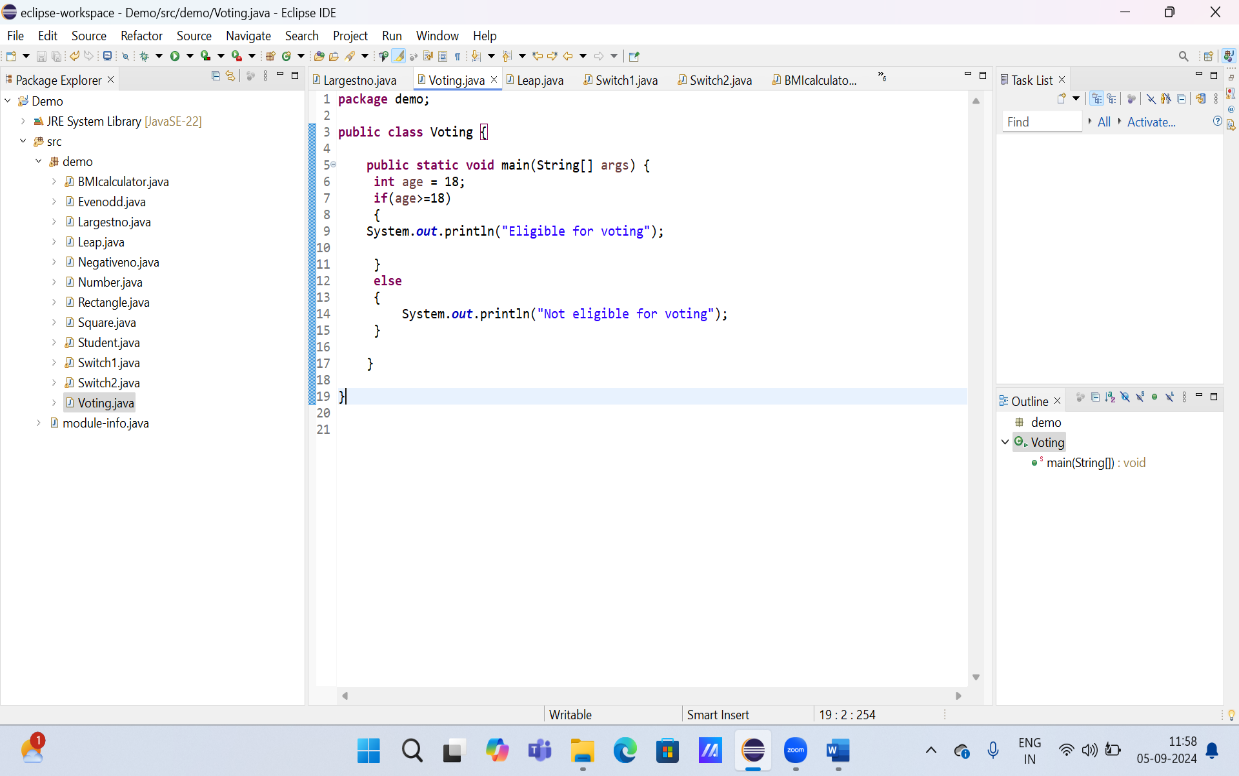 eclipse-workspace - Demo/src/demo/Voting.java - Eclipse IDE
File Edit Source Refactor Source Navigate Search Project Run Window Help
Package Explorer
Demo
JRE System Library [JavaSE-22]
src
demo
BMIcalculator.java
Evenodd.java
Largestno.java
Leap.java
Negativeno.java
Number.java
Rectangle.java
Square.java
Student.java
Switch1.java
Switch2.java
Voting.java
module-info.java
Largestno.java Voting.java Leap.java Switch1.java Switch2.java BMIcalculato... »5
1 package demo;
2
3 public class Voting {
4
5 public static void main(String[] args) {
6 int age = 18;
7 if(age>=18)
8 {
9 System.out.println("Eligible for voting");
10
11 }
12 else
13 {
14 System.out.println("Not eligible for voting");
15 }
16
17 }
18
19 }
20
21
Task List
Find All Activate...
Outline
demo
Voting
main(String[]) : void
Writable Smart Insert 19 : 2 : 254
1
zoom
ENG
IN
11:58
05-09-2024